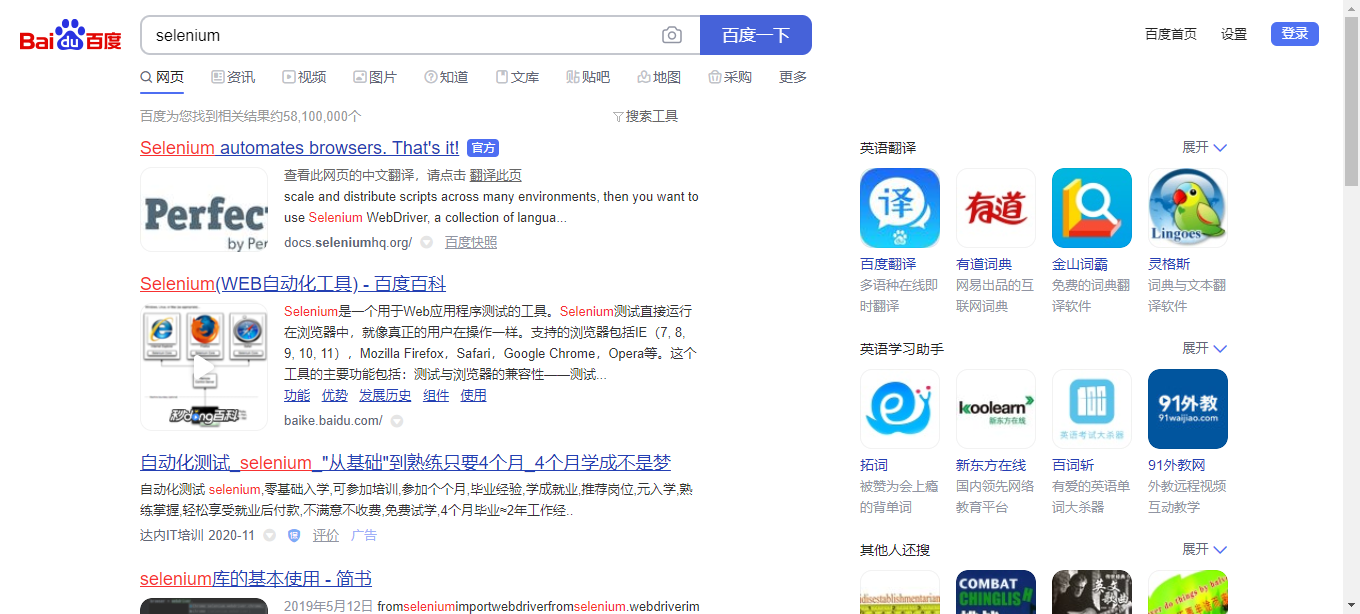 Bai du 百度
selenium
百度一下
百度首页 设置 登录
网页 资讯 视频 图片 知道 文库 贴吧 地图 采购 更多
百度为您找到相关结果约58,100,000个
搜索工具
Selenium automates browsers. That's it! 官方
Perfec
by Per
查看此网页的中文翻译，请点击 翻译此页
scale and distribute scripts across many environments, then you want to
use Selenium WebDriver, a collection of langua...
docs.seleniumhq.org/ 百度快照
Selenium(WEB自动化工具) - 百度百科
秒dong百科
Selenium是一个用于Web应用程序测试的工具。Selenium测试直接运行
在浏览器中，就像真正的用户在操作一样。支持的浏览器包括IE（7, 8,
9, 10, 11），Mozilla Firefox，Safari，Google Chrome，Opera等。这个
工具的主要功能包括：测试与浏览器的兼容性——测试...
功能 优势 发展历史 组件 使用
baike.baidu.com/
自动化测试_selenium_"从基础"到熟练只要4个月_4个月学成不是梦
自动化测试 selenium,零基础入学,可参加培训,参加个个月,毕业经验,学成就业,推荐岗位,元入学,熟
练掌握,轻松享受就业后付款,不满意不收费,免费试学,4个月毕业≈2年工作经..
达内IT培训 2020-11 保 评价 广告
selenium库的基本使用 - 简书
2019年5月12日 fromseleniumimportwebdriverfromselenium.webdriverim
英语翻译 展开
译
有道
Lingoes
百度翻译 有道词典 金山词霸 灵格斯
多语种在线即 网易出品的互 免费的词典翻 词典与文本翻
时翻译 联网词典 译软件 译软件
英语学习助手 展开
koolearn
新东方在线
英语考试大杀器
91外教
91waijiao.com
拓词 新东方在线 百词斩 91外教网
被赞为会上瘾 国内领先网络 有爱的英语单 外教远程视频
的背单词 教育平台 词大杀器 互动教学
其他人还搜 展开
disestablishmentarian
COMBAT
CHINGLISH
英文
歌曲